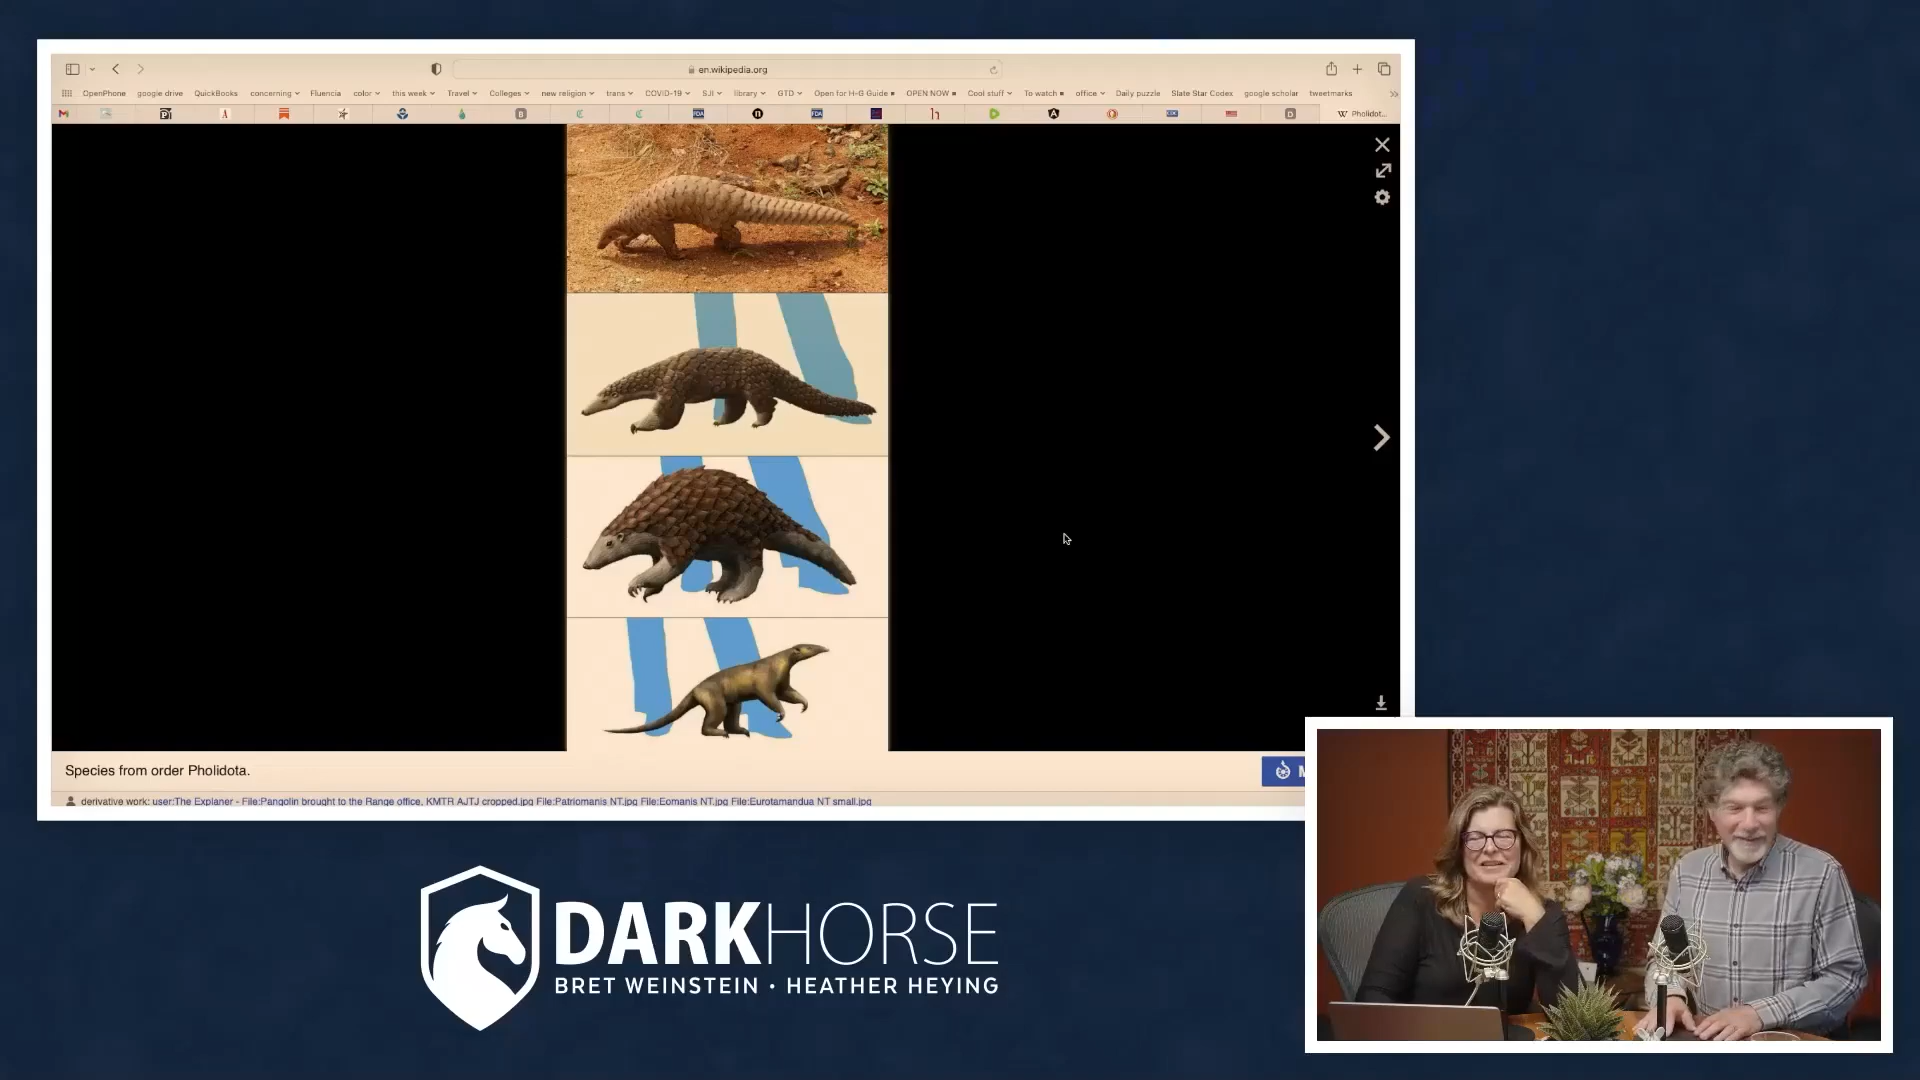 en.wikipedia.org
OpenPhone google drive QuickBooks concerning Fluencia color this week Travel Colleges new religion trans COVID-19 SJI library GTD Open for H÷G Guide OPEN NOW Cool stuff To watch office Daily puzzle Slate Star Codex google scholar tweetmarks
W Pholidot...
Species from order Pholidota.
derivative work: user:The Explaner - File:Pangolin brought to the Range office, KMTR AJTJ cropped.jpg File:Patriomanis NT.jpg File:Eomanis NT.jpg File:Eurotamandua NT small.jpg
DARKHORSE
BRET WEINSTEIN · HEATHER HEYING